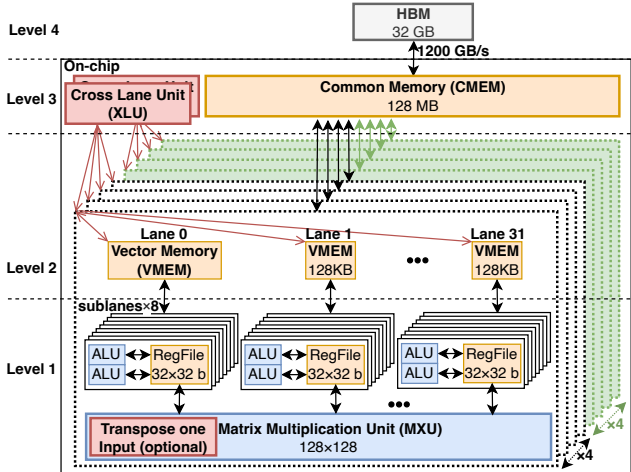 Level 4
HBM
32 GB
1200 GB/s
On-chip
Level 3
Cross Lane Unit
(XLU)
Common Memory (CMEM)
128 MB
Level 2
Lane 0
Vector Memory
(VMEM)
Lane 1
VMEM
128KB
•••
Lane 31
VMEM
128KB
sublanes×8
Level 1
ALU
ALU
RegFile
32×32 b
ALU
ALU
RegFile
32×32 b
ALU
ALU
RegFile
32×32 b
•••
Transpose one
Input (optional)
Matrix Multiplication Unit (MXU)
128×128
×4
×4